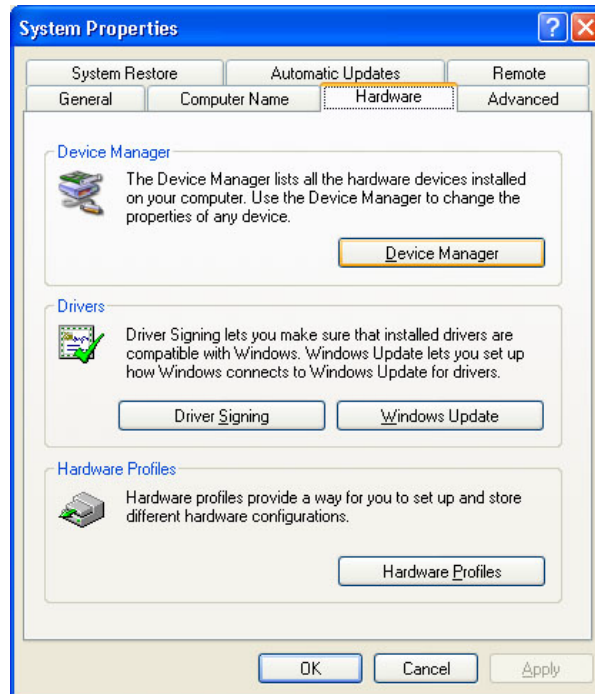 System Properties
System Restore
Automatic Updates
Remote
General
Computer Name
Hardware
Advanced
Device Manager
The Device Manager lists all the hardware devices installed
on your computer. Use the Device Manager to change the
properties of any device.
Device Manager
Drivers
Driver Signing lets you make sure that installed drivers are
compatible with Windows. Windows Update lets you set up
how Windows connects to Windows Update for drivers.
Driver Signing
Windows Update
Hardware Profiles
Hardware profiles provide a way for you to set up and store
different hardware configurations.
Hardware Profiles
OK
Cancel
Apply